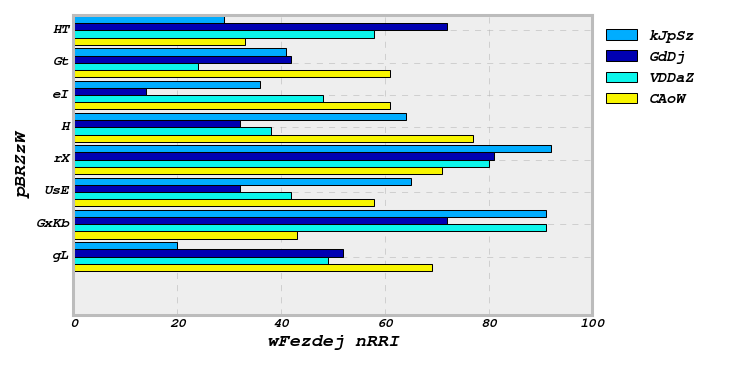 HT
Gt
eI
H
rX
UsE
GxKb
gL
pBRZzW
0 20 40 60 80 100
wFezdej nRRI
kJpSz
GdDj
VDDaZ
CAoW